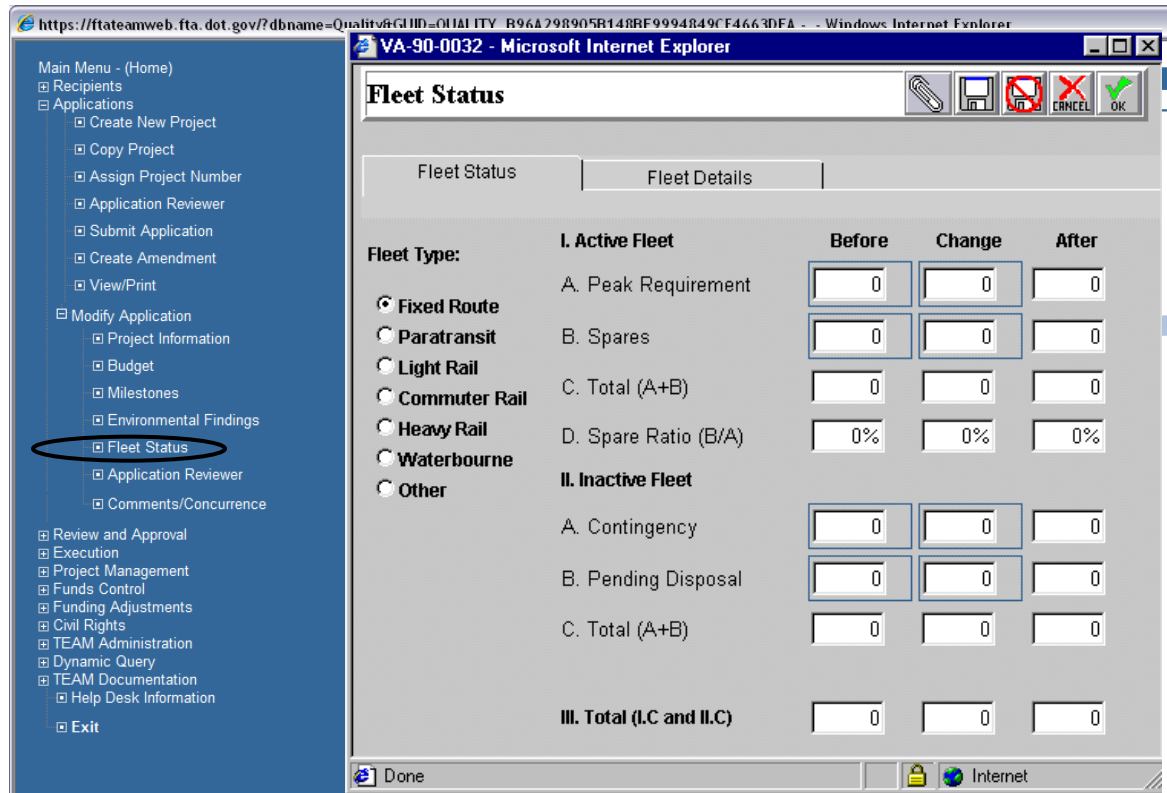 https://ftateamweb.fta.dot.gov/?dbname=Quality&GUID=QUALITY_B96A298905B148BE9994849CE4663DFA - - Windows Internet Explorer
Main Menu - (Home)
Recipients
Applications
Create New Project
Copy Project
Assign Project Number
Application Reviewer
Submit Application
Create Amendment
View/Print
Modify Application
Project Information
Budget
Milestones
Environmental Findings
Fleet Status
Application Reviewer
Comments/Concurrence
Review and Approval
Execution
Project Management
Funds Control
Funding Adjustments
Civil Rights
TEAM Administration
Dynamic Query
TEAM Documentation
Help Desk Information
Exit
VA-90-0032 - Microsoft Internet Explorer
Fleet Status
CANCEL OK
Fleet Status Fleet Details
Fleet Type:
Fixed Route
Paratransit
Light Rail
Commuter Rail
Heavy Rail
Waterbourne
Other
I. Active Fleet Before Change After
A. Peak Requirement 0 0 0
B. Spares 0 0 0
C. Total (A+B) 0 0 0
D. Spare Ratio (B/A) 0% 0% 0%
II. Inactive Fleet
A. Contingency 0 0 0
B. Pending Disposal 0 0 0
C. Total (A+B) 0 0 0
III. Total (I.C and II.C) 0 0 0
Done Internet